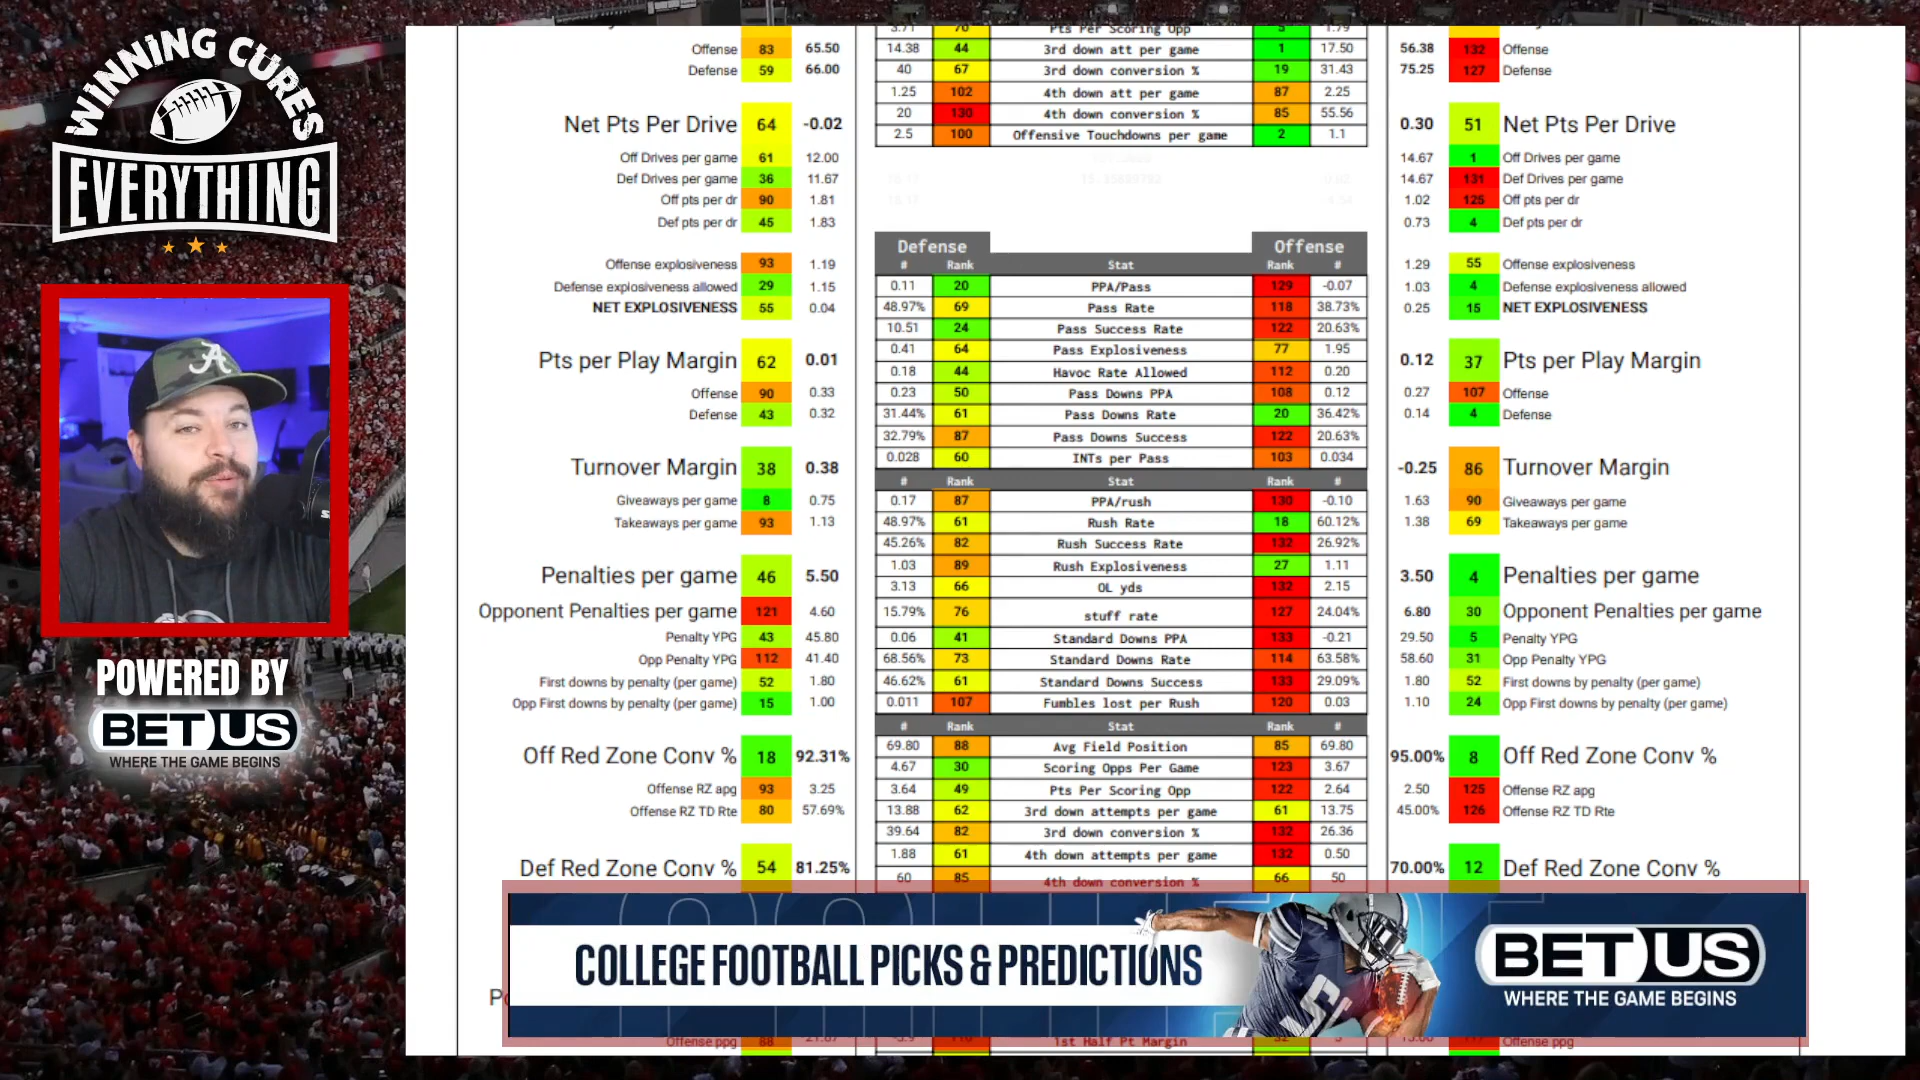 WINNING CURES
EVERYTHING
POWERED BY
BETUS
WHERE THE GAME BEGINS
Offense 83 65.50
Defense 59 66.00
Net Pts Per Drive 64 -0.02
Off Drives per game 61 12.00
Def Drives per game 36 11.67
Off pts per dr 90 1.81
Def pts per dr 45 1.83
Offense explosiveness 93 1.19
Defense explosiveness allowed 29 1.15
NET EXPLOSIVENESS 55 0.04
Pts per Play Margin 62 0.01
Offense 90 0.33
Defense 43 0.32
Turnover Margin 38 0.38
Giveaways per game 8 0.75
Takeaways per game 93 1.13
Penalties per game 46 5.50
Opponent Penalties per game 121 4.60
Penalty YPG 43 45.80
Opp Penalty YPG 112 41.40
First downs by penalty (per game) 52 1.80
Opp First downs by penalty (per game) 15 1.00
Off Red Zone Conv % 18 92.31%
Offense RZ apg 93 3.25
Offense RZ TD Rte 80 57.69%
Def Red Zone Conv % 54 81.25%
Offense ppg 88 21.87
3.71 70 Pts Per Scoring Opp 5 1.79
14.38 44 3rd down att per game 1 17.50
40 67 3rd down conversion % 19 31.43
1.25 102 4th down att per game 87 2.25
20 130 4th down conversion % 85 55.56
2.5 100 Offensive Touchdowns per game 2 1.1
Defense Offense
# Rank Stat Rank #
0.11 20 PPA/Pass 129 -0.07
48.97% 69 Pass Rate 118 38.73%
10.51 24 Pass Success Rate 122 20.63%
0.41 64 Pass Explosiveness 77 1.95
0.18 44 Havoc Rate Allowed 112 0.20
0.23 50 Pass Downs PPA 108 0.12
31.44% 61 Pass Downs Rate 20 36.42%
32.79% 87 Pass Downs Success 122 20.63%
0.028 60 INTs per Pass 103 0.034
# Rank Stat Rank #
0.17 87 PPA/rush 130 -0.10
48.97% 61 Rush Rate 18 60.12%
45.26% 82 Rush Success Rate 132 26.92%
1.03 89 Rush Explosiveness 27 1.11
3.13 66 OL yds 132 2.15
15.79% 76 stuff rate 127 24.04%
0.06 41 Standard Downs PPA 133 -0.21
68.56% 73 Standard Downs Rate 114 63.58%
46.62% 61 Standard Downs Success 133 29.09%
0.011 107 Fumbles lost per Rush 120 0.03
# Rank Stat Rank #
69.80 88 Avg Field Position 85 69.80
4.67 30 Scoring Opps Per Game 123 3.67
3.64 49 Pts Per Scoring Opp 122 2.64
13.88 62 3rd down attempts per game 61 13.75
39.64 82 3rd down conversion % 132 26.36
1.88 61 4th down attempts per game 132 0.50
60 85 4th down conversion % 66 50
1st Half Pt Margin
56.38 132 Offense
75.25 127 Defense
0.30 51 Net Pts Per Drive
14.67 1 Off Drives per game
14.67 131 Def Drives per game
1.02 125 Off pts per dr
0.73 4 Def pts per dr
1.29 55 Offense explosiveness
1.03 4 Defense explosiveness allowed
0.25 15 NET EXPLOSIVENESS
0.12 37 Pts per Play Margin
0.27 107 Offense
0.14 4 Defense
-0.25 86 Turnover Margin
1.63 90 Giveaways per game
1.38 69 Takeaways per game
3.50 4 Penalties per game
6.80 30 Opponent Penalties per game
29.50 5 Penalty YPG
58.60 31 Opp Penalty YPG
1.80 52 First downs by penalty (per game)
1.10 24 Opp First downs by penalty (per game)
95.00% 8 Off Red Zone Conv %
2.50 125 Offense RZ apg
45.00% 126 Offense RZ TD Rte
70.00% 12 Def Red Zone Conv %
Offense ppg
COLLEGE FOOTBALL PICKS & PREDICTIONS
BETUS
WHERE THE GAME BEGINS